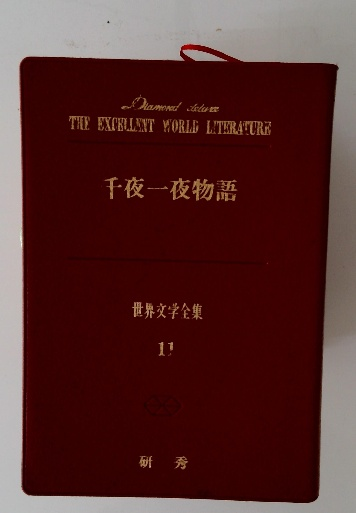 Diamond deluxe
THE EXCELLENT WORLD LITERATURE
千夜一夜物語
世界文学全集
11
研秀